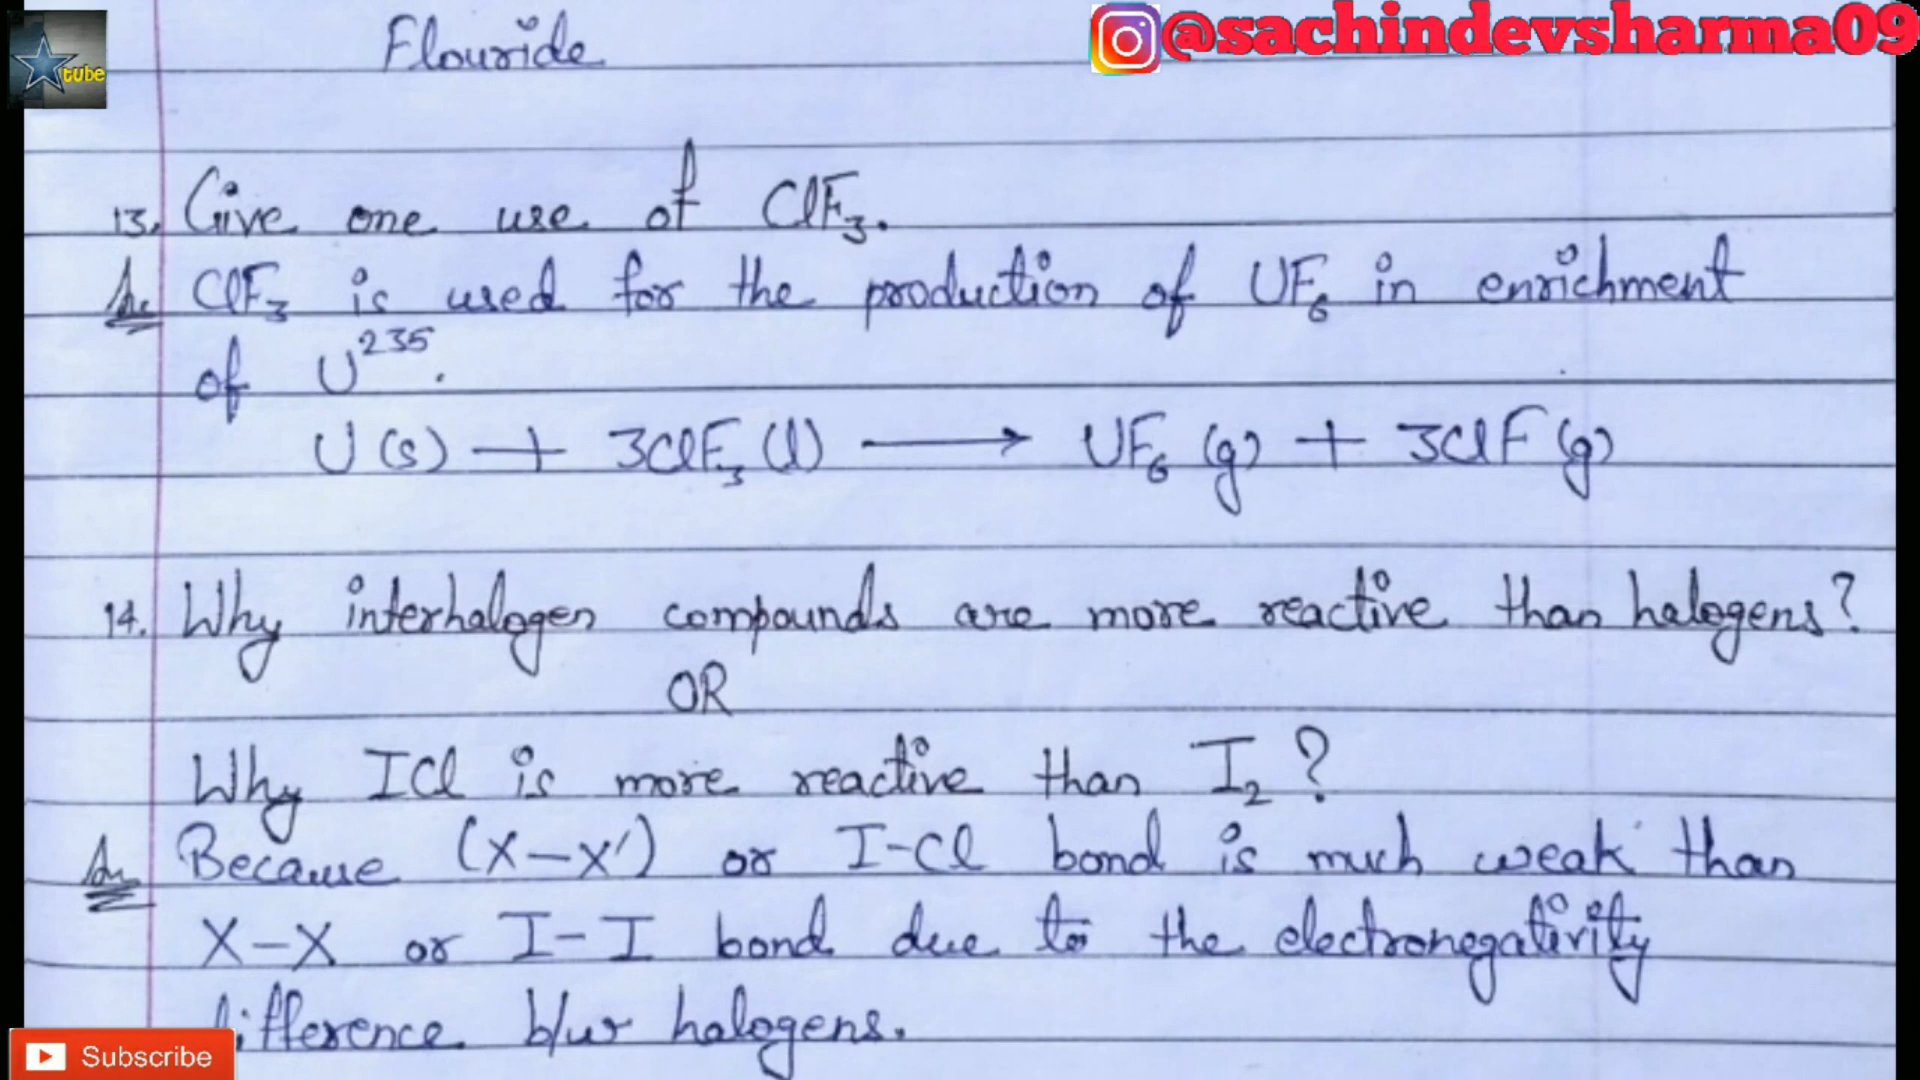 tube
@sachindevsharma09
Flouride
13. Give one use of ClF₃.
Ans ClF₃ is used for the production of UF₆ in enrichment
of U²³⁵.
U (s) + 3ClF₃ (l) ⟶ UF₆ (g) + 3ClF (g)
14. Why interhalogen compounds are more reactive than halogens?
OR
Why ICl is more reactive than I₂ ?
Ans Because (X-X') or I-Cl bond is much weak than
X-X or I-I bond due to the electronegativity
difference b/w halogens.
Subscribe